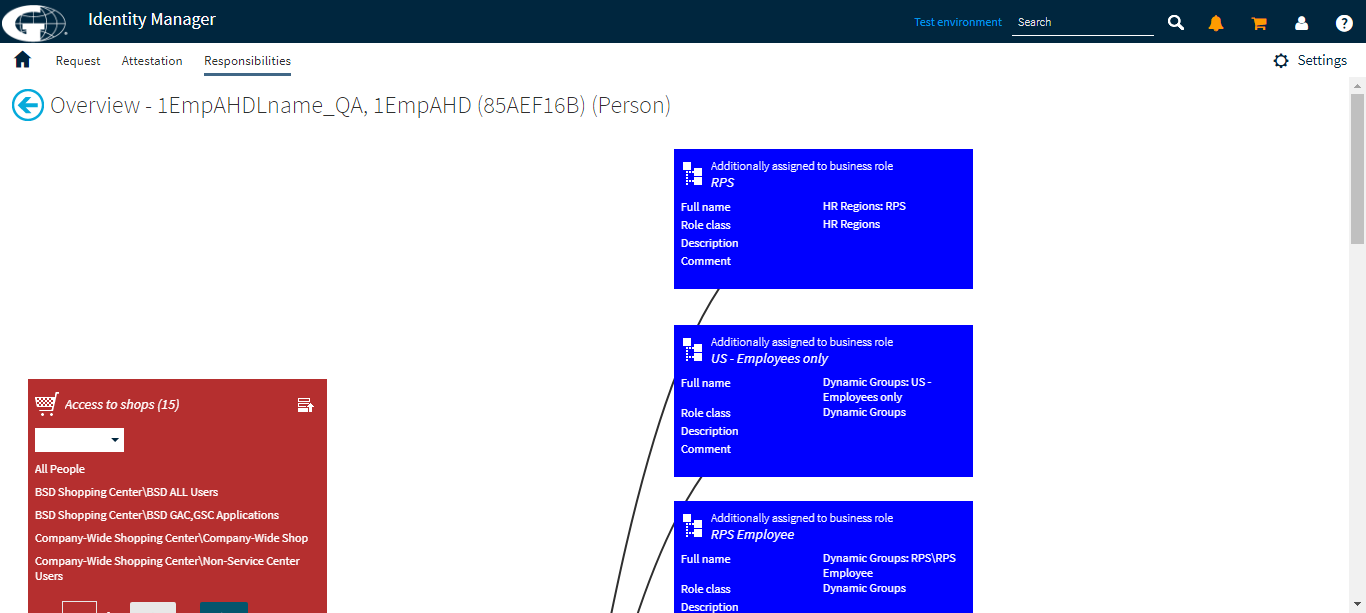 Identity Manager
Test environment
Search
Request
Attestation
Responsibilities
Settings
Overview - 1EmpAHDLname_QA, 1EmpAHD (85AEF16B) (Person)
Additionally assigned to business role
RPS
Full name HR Regions: RPS
Role class HR Regions
Description
Comment
Additionally assigned to business role
US - Employees only
Full name Dynamic Groups: US -
Employees only
Role class Dynamic Groups
Description
Comment
Access to shops (15)
All People
BSD Shopping Center\BSD ALL Users
BSD Shopping Center\BSD GAC,GSC Applications
Company-Wide Shopping Center\Company-Wide Shop
Company-Wide Shopping Center\Non-Service Center
Users
Additionally assigned to business role
RPS Employee
Full name Dynamic Groups: RPS\RPS
Employee
Role class Dynamic Groups
Description